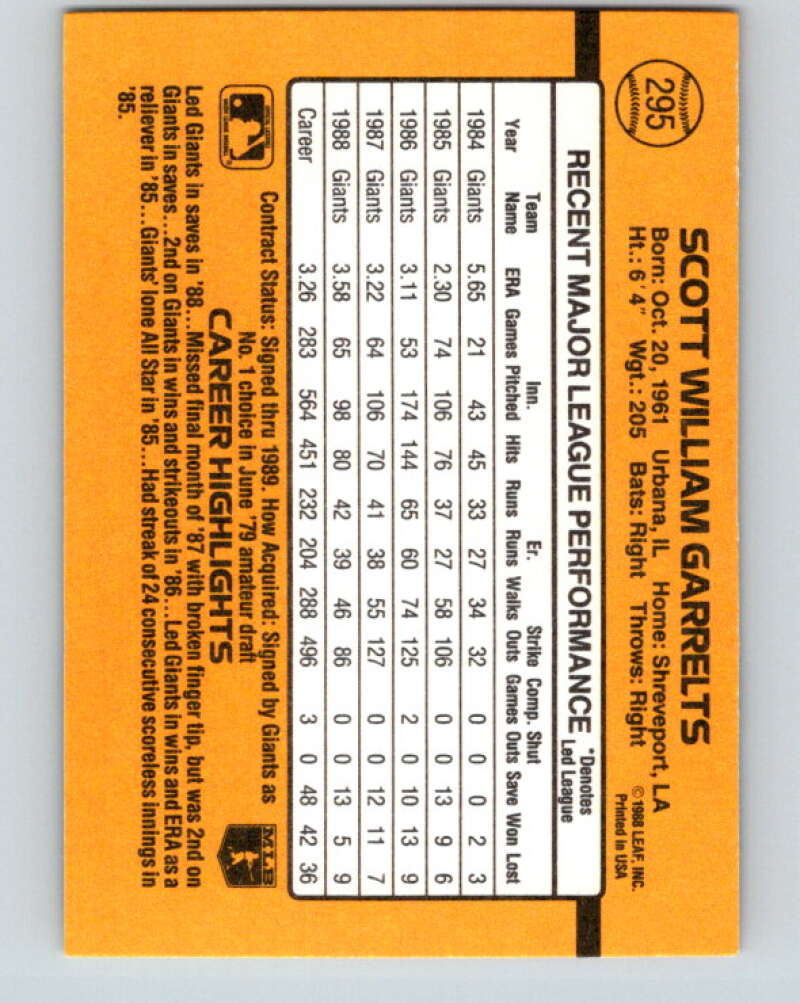 295
SCOTT WILLIAM GARRELTS
Born: Oct. 20, 1961 Urbana, IL Home: Shreveport, LA
Ht.: 6'4" Wgt.: 205 Bats: Right Throws: Right
© 1988 LEAF, INC.
Printed in USA
RECENT MAJOR LEAGUE PERFORMANCE *Denotes
Led League
Team Inn. Er. Strike Comp. Shut
Year Name ERA Games Pitched Hits Runs Runs Walks Outs Games Outs Save Won Lost
1984 Giants 5.65 21 43 45 33 27 34 32 0 0 0 2 3
1985 Giants 2.30 74 106 76 37 27 58 106 0 0 13 9 6
1986 Giants 3.11 53 174 144 65 60 74 125 2 0 10 13 9
1987 Giants 3.22 64 106 70 41 38 55 127 0 0 12 11 7
1988 Giants 3.58 65 98 80 42 39 46 86 0 0 13 5 9
Career 3.26 283 564 451 232 204 288 496 3 0 48 42 36
Contract Status: Signed thru 1989. How Acquired: Signed by Giants as
No. 1 choice in June '79 amateur draft
MLB
CAREER HIGHLIGHTS
Led Giants in saves in '88...Missed final month of '87 with broken finger tip, but was 2nd on
Giants in saves...2nd on Giants in wins and strikeouts in '86...Led Giants in wins and ERA as a
reliever in '85...Giants' lone All Star in '85...Had streak of 24 consecutive scoreless innings in
'85.